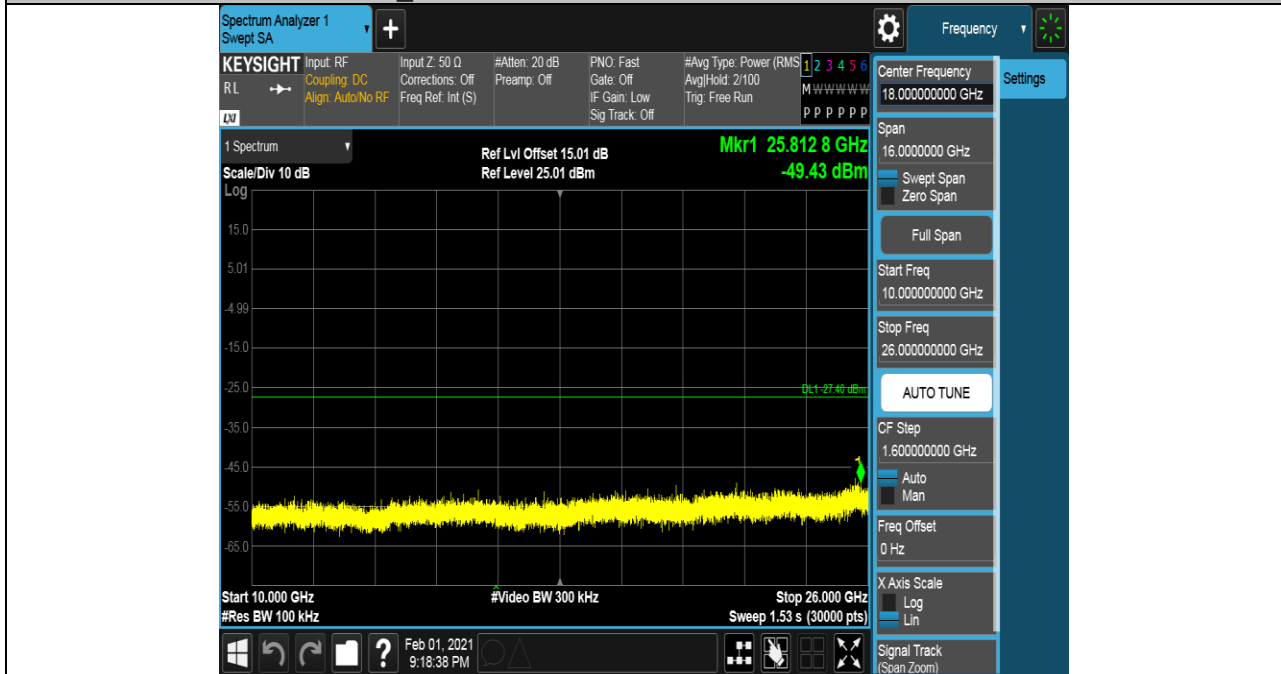 Spectrum Analyzer 1
Swept SA
+
Frequency
KEYSIGHT
RL
LXI
Input: RF
Coupling: DC
Align: Auto/No RF
Input Z: 50 Ω
Corrections: Off
Freq Ref: Int (S)
#Atten: 20 dB
Preamp: Off
PNO: Fast
Gate: Off
IF Gain: Low
Sig Track: Off
#Avg Type: Power (RMS
Avg|Hold: 2/100
Trig: Free Run
1 2 3 4 5 6
M W W W W W
P P P P P P
1 Spectrum
Scale/Div 10 dB
Log
Ref Lvl Offset 15.01 dB
Ref Level 25.01 dBm
Mkr1 25.812 8 GHz
-49.43 dBm
15.0
5.01
-4.99
-15.0
-25.0
DL1 -27.40 dBm
-35.0
-45.0
1
-55.0
-65.0
Start 10.000 GHz
#Res BW 100 kHz
#Video BW 300 kHz
Stop 26.000 GHz
Sweep 1.53 s (30000 pts)
?
Feb 01, 2021
9:18:38 PM
Center Frequency
18.000000000 GHz
Settings
Span
16.0000000 GHz
Swept Span
Zero Span
Full Span
Start Freq
10.000000000 GHz
Stop Freq
26.000000000 GHz
AUTO TUNE
CF Step
1.600000000 GHz
Auto
Man
Freq Offset
0 Hz
X Axis Scale
Log
Lin
Signal Track
(Span Zoom)